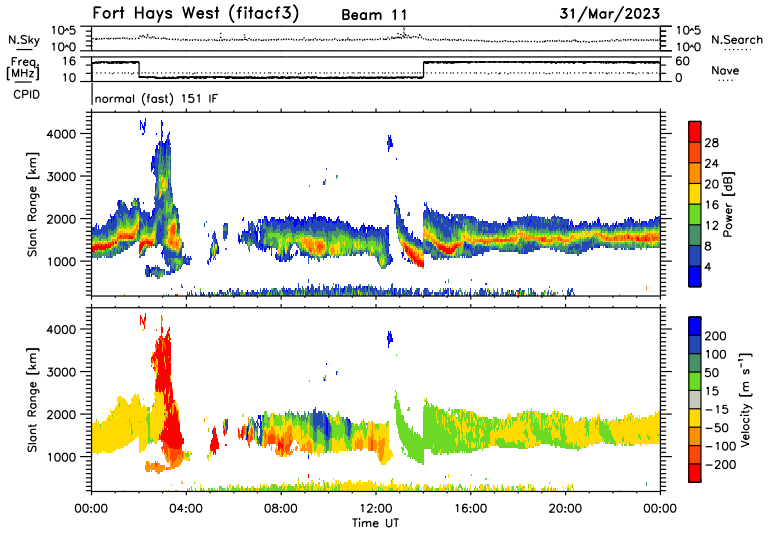 Fort Hays West (fitacf3) Beam 11 31/Mar/2023
N.Sky 10^5 10^0 10^5 10^0 N.Search
Freq. [MHz] 16 10 60 0 Nave
CPID normal (fast) 151 IF
Slant Range [km] 4000 3000 2000 1000
Power [dB] 28 24 20 16 12 8 4
Slant Range [km] 4000 3000 2000 1000
Velocity [m s⁻¹] 200 100 50 15 −15 −50 −100 −200
00:00 04:00 08:00 12:00 16:00 20:00 00:00
Time UT